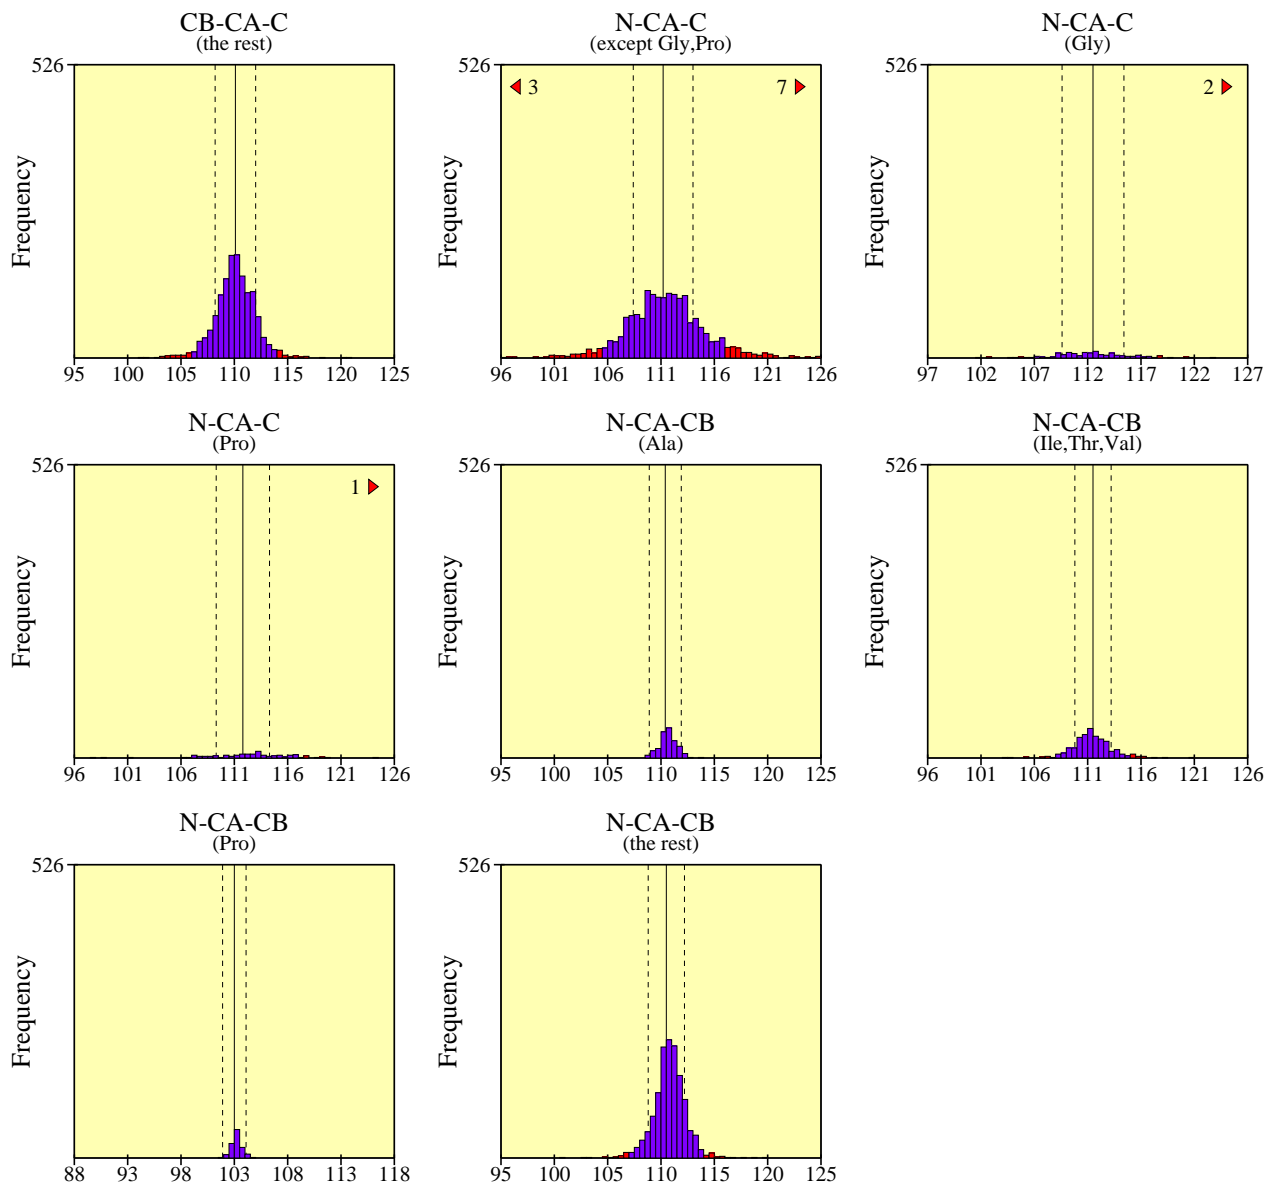 CB-CA-C
(the rest)
526
Frequency
95 100 105 110 115 120 125
N-CA-C
(except Gly,Pro)
526
3
7
Frequency
96 101 106 111 116 121 126
N-CA-C
(Gly)
2
Frequency
97 102 107 112 117 122 127
N-CA-C
(Pro)
526
1
Frequency
96 101 106 111 116 121 126
N-CA-CB
(Ala)
526
Frequency
95 100 105 110 115 120 125
N-CA-CB
(Ile,Thr,Val)
526
Frequency
96 101 106 111 116 121 126
N-CA-CB
(Pro)
526
Frequency
88 93 98 103 108 113 118
N-CA-CB
(the rest)
526
Frequency
95 100 105 110 115 120 125